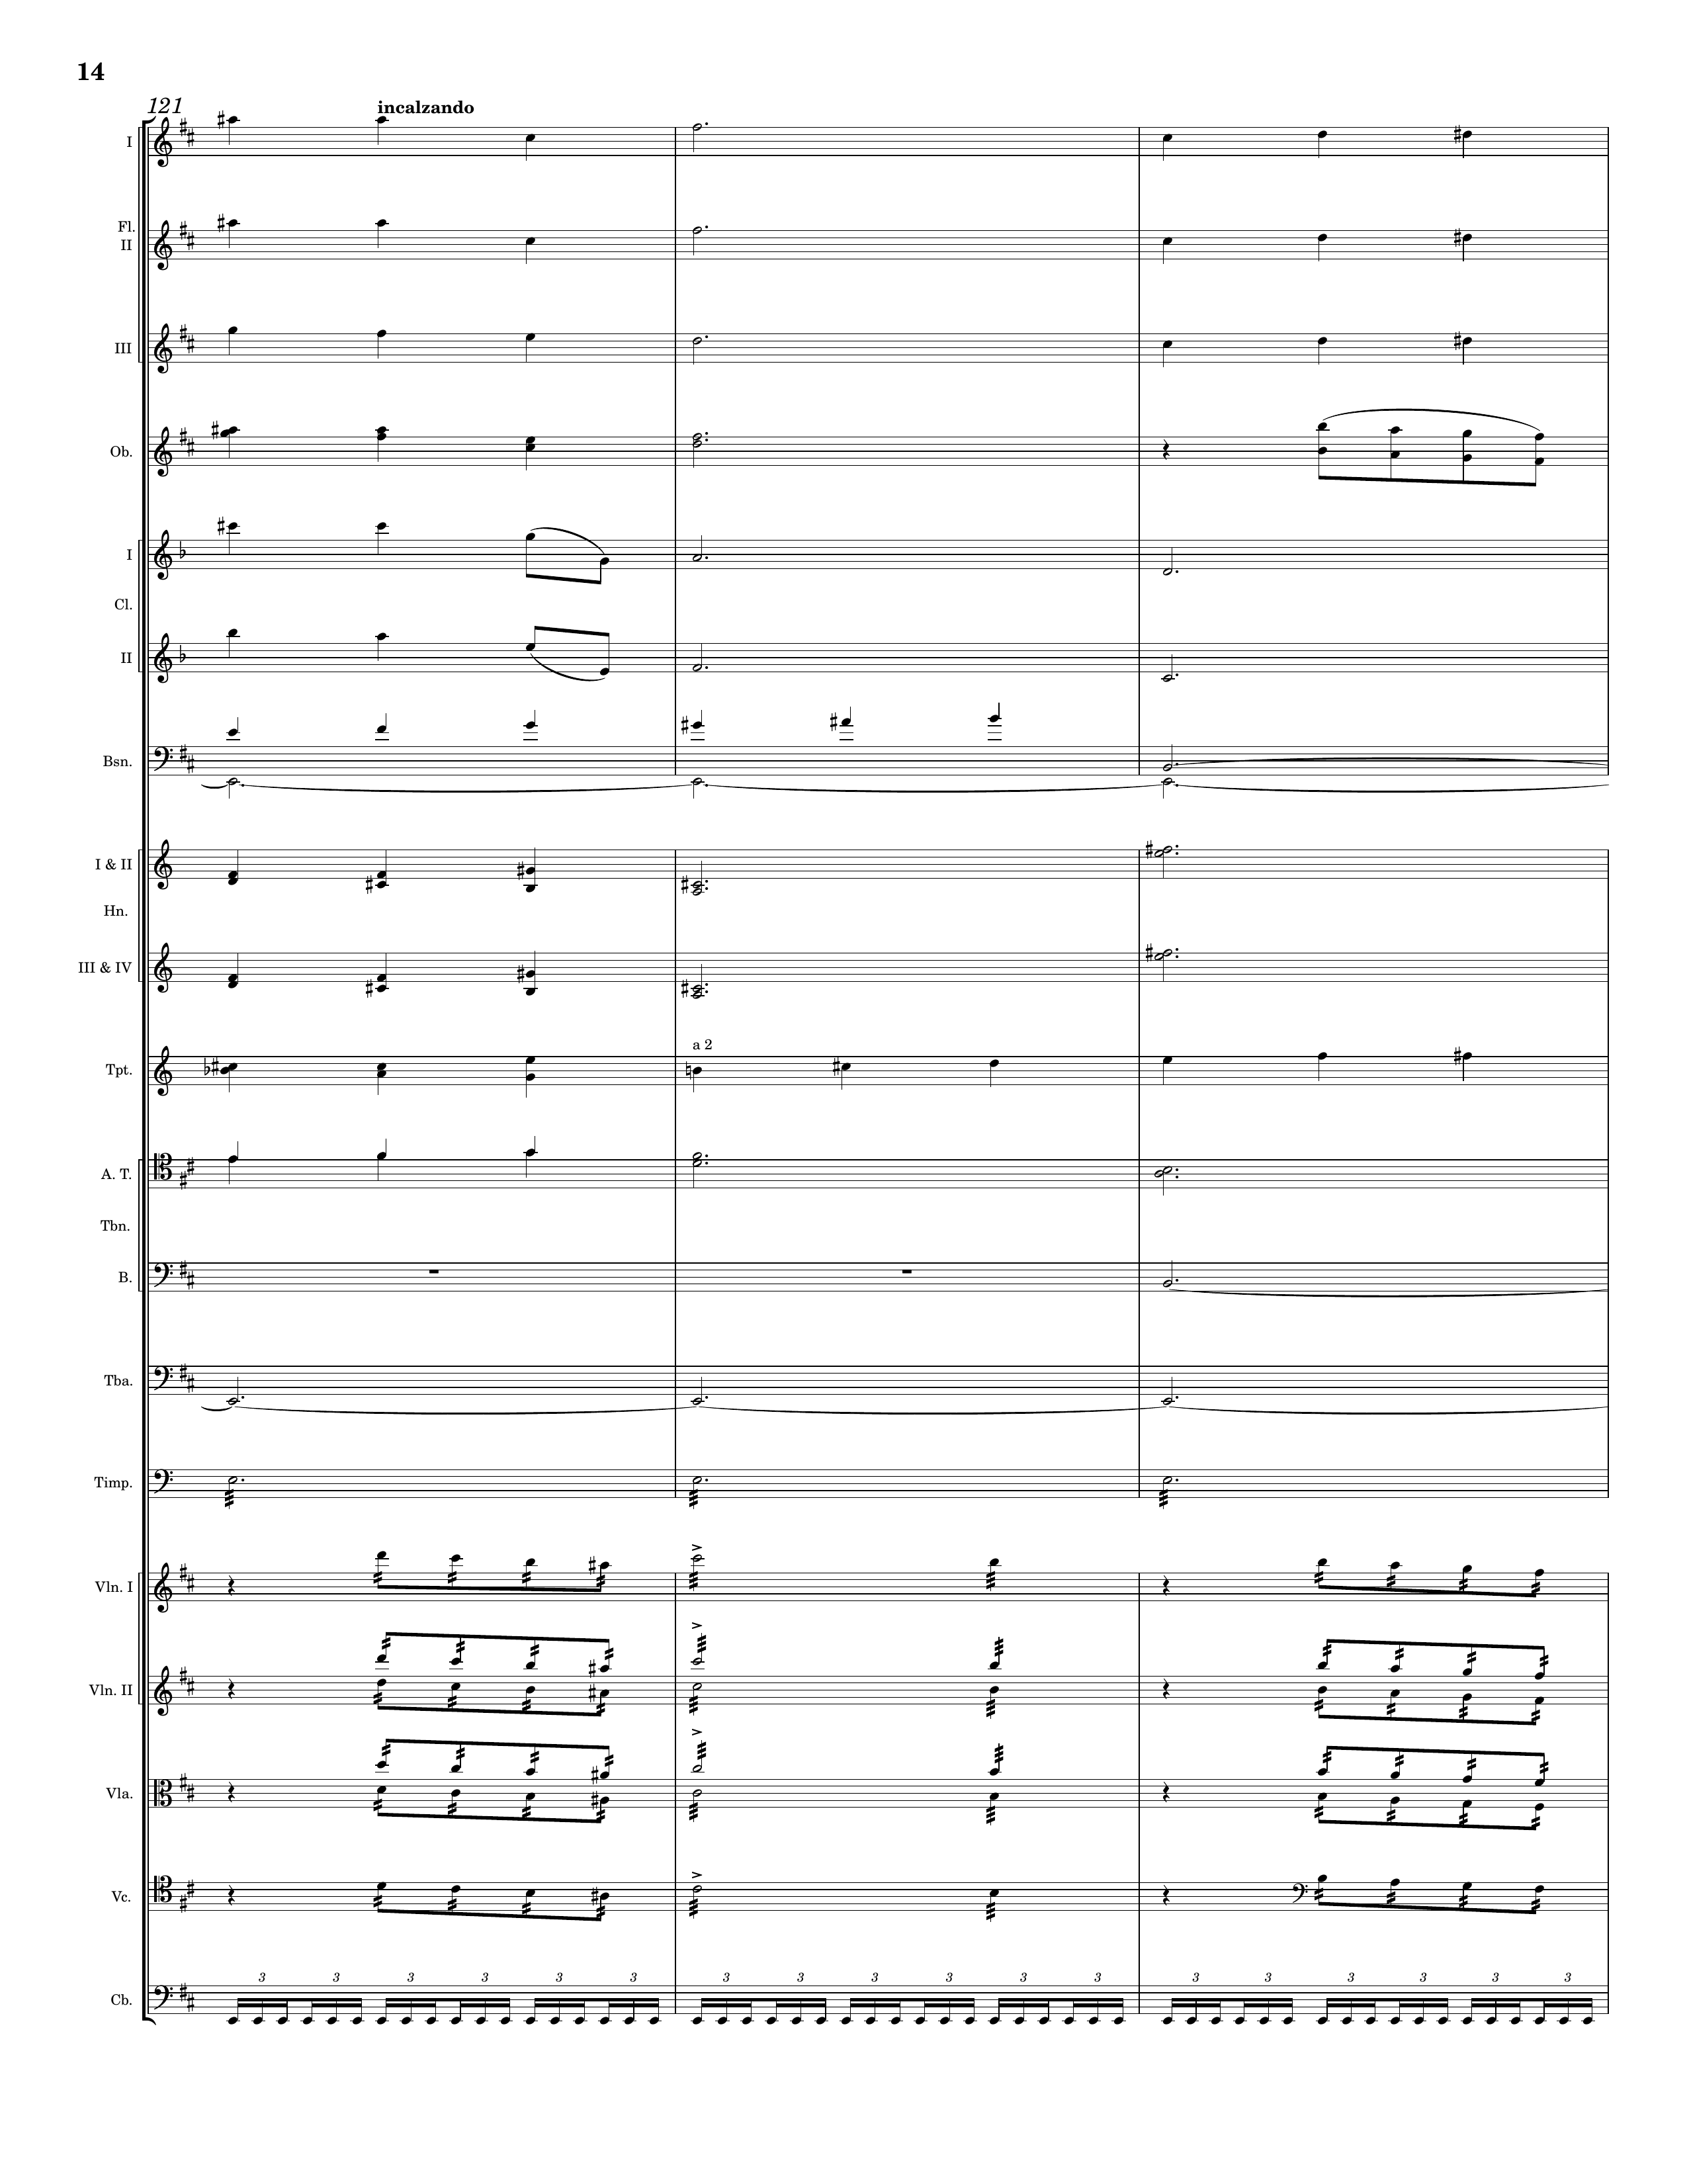 14
121
incalzando
I
Fl.
II
III
Ob.
I
Cl.
II
Bsn.
I & II
Hn.
III & IV
a 2
Tpt.
A. T.
Tbn.
B.
Tba.
Timp.
Vln. I
Vln. II
Vla.
Vc.
3 3 3 3 3 3 3 3 3 3 3 3 3 3 3 3 3 3
Cb.